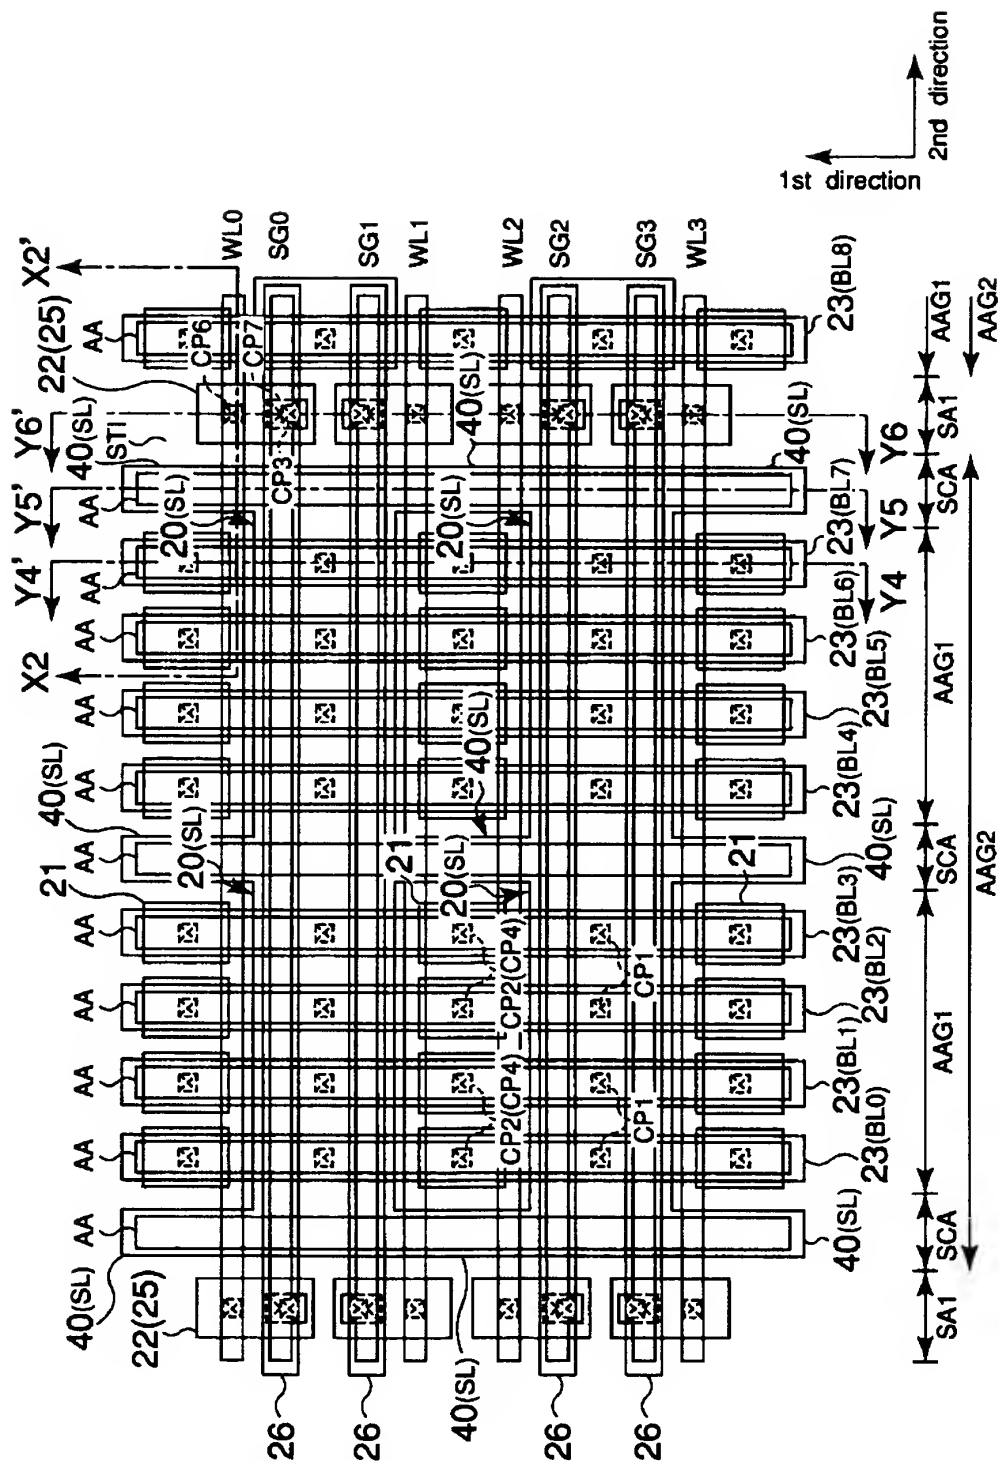 AA
AA
AA
AA
AA
AA
AA
AA
AA
AA
AA
AA
40(SL)
21
40(SL)
X2
Y4'
Y5'
40(SL)
STI
Y6'
22(25)
X2'
CP6
CP7
CP3
WL0
SG0
SG1
WL1
WL2
SG2
SG3
WL3
22(25)
20(SL)
20(SL)
20(SL)
20(SL)
40(SL)
40(SL)
40(SL)
40(SL)
21
21
CP2(CP4)
CP2(CP4)
CP1
CP1
26
26
26
26
40(SL)
23(BL0)
23(BL1)
23(BL2)
23(BL3)
40(SL)
23(BL4)
23(BL5)
23(BL6)
23(BL7)
Y4
Y5
Y6
23(BL8)
SA1
SCA
AAG1
SCA
AAG1
SCA
SA1
AAG1
AAG2
AAG2
1st direction
2nd direction